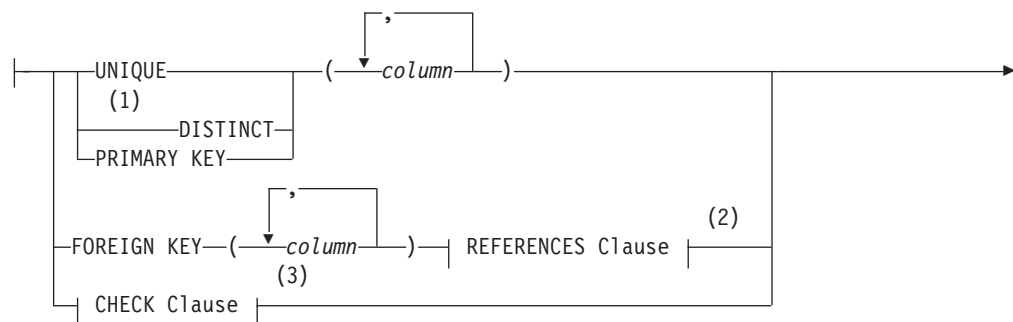 ,
UNIQUE ( column )
(1)
DISTINCT
PRIMARY KEY
,
(2)
FOREIGN KEY ( column ) REFERENCES Clause
(3)
CHECK Clause